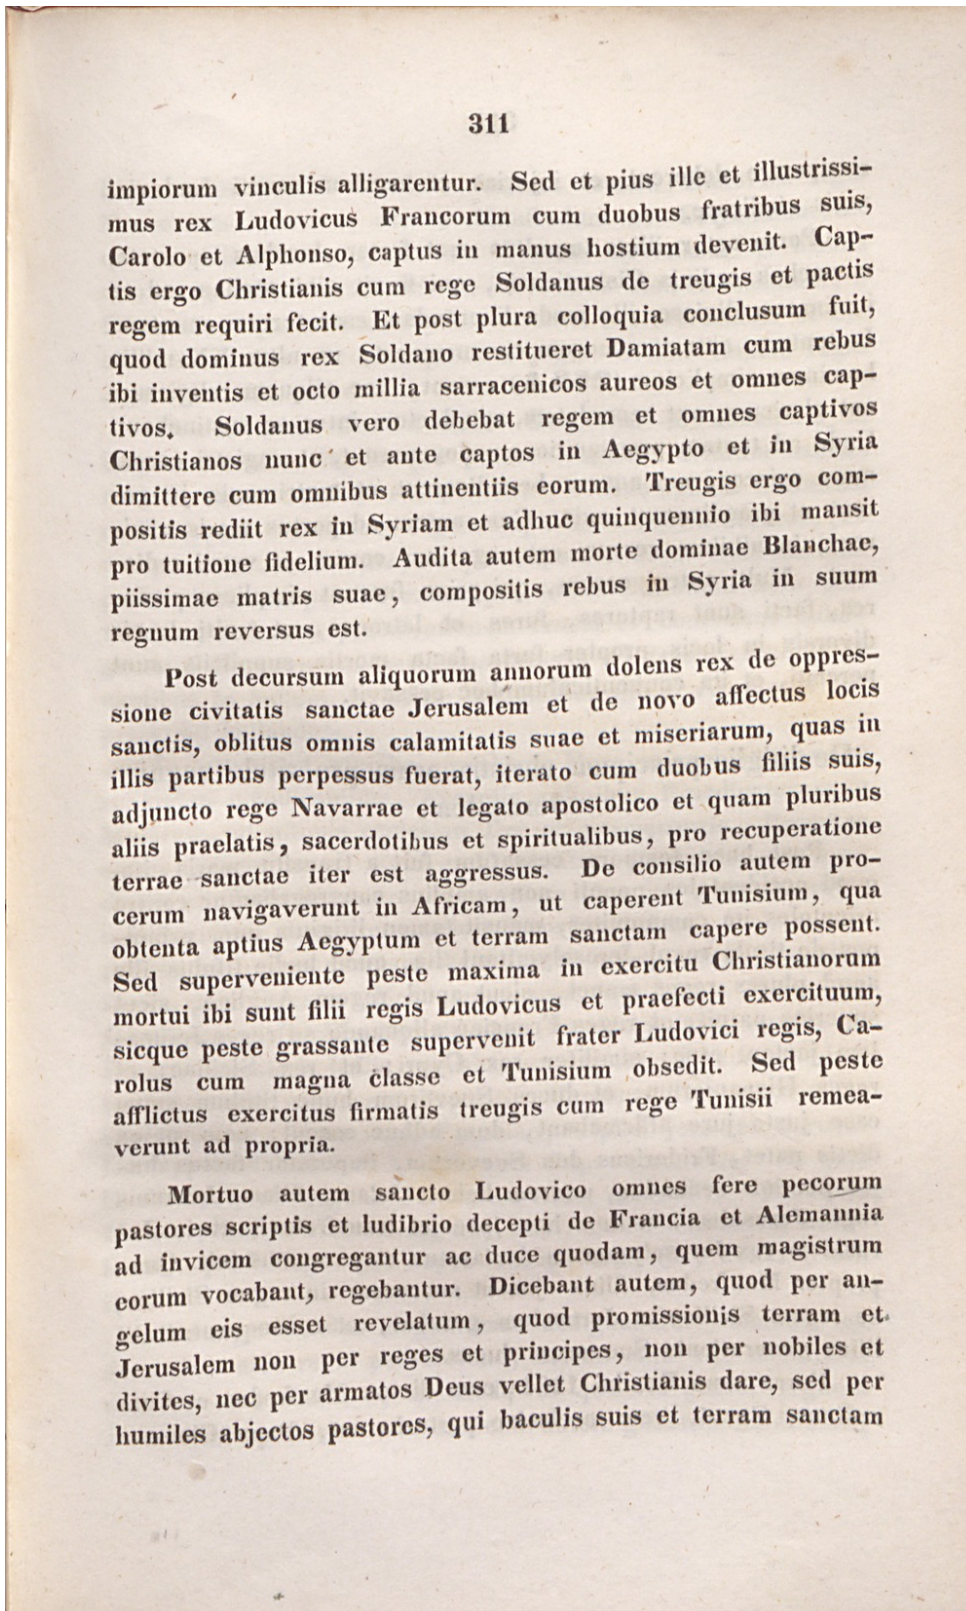 311
impiorum vinculis alligarentur. Sed et pius ille et illustrissi-
mus rex Ludovicus Francorum cum duobus fratribus suis,
Carolo et Alphonso, captus in manus hostium devenit. Cap-
tis ergo Christianis cum rege Soldanus de treugis et pactis
regem requiri fecit. Et post plura colloquia conclusum fuit,
quod dominus rex Soldano restitueret Damiatam cum rebus
ibi inventis et octo millia sarracenicos aureos et omnes cap-
tivos. Soldanus vero debebat regem et omnes captivos
Christianos nunc et ante captos in Aegypto et in Syria
dimittere cum omnibus attinentiis eorum. Treugis ergo com-
positis rediit rex in Syriam et adhuc quinquennio ibi mansit
pro tuitione fidelium. Audita autem morte dominae Blanchae,
piissimae matris suae, compositis rebus in Syria in suum
regnum reversus est.
Post decursum aliquorum annorum dolens rex de oppres-
sione civitatis sanctae Jerusalem et de novo affectus locis
sanctis, oblitus omnis calamitatis suae et miseriarum, quas in
illis partibus perpessus fuerat, iterato cum duobus filiis suis,
adjuncto rege Navarrae et legato apostolico et quam pluribus
aliis praelatis, sacerdotibus et spiritualibus, pro recuperatione
terrae sanctae iter est aggressus. De consilio autem pro-
cerum navigaverunt in Africam, ut caperent Tunisium, qua
obtenta aptius Aegyptum et terram sanctam capere possent.
Sed superveniente peste maxima in exercitu Christianorum
mortui ibi sunt filii regis Ludovicus et praefecti exercituum,
sicque peste grassante supervenit frater Ludovici regis, Ca-
rolus cum magna classe et Tunisium obsedit. Sed peste
afflictus exercitus firmatis treugis cum rege Tunisii remea-
verunt ad propria.
Mortuo autem sancto Ludovico omnes fere pecorum
pastores scriptis et ludibrio decepti de Francia et Alemannia
ad invicem congregantur ac duce quodam, quem magistrum
eorum vocabant, regebantur. Dicebant autem, quod per an-
gelum eis esset revelatum, quod promissionis terram et
Jerusalem non per reges et principes, non per nobiles et
divites, nec per armatos Deus vellet Christianis dare, sed per
humiles abjectos pastores, qui baculis suis et terram sanctam